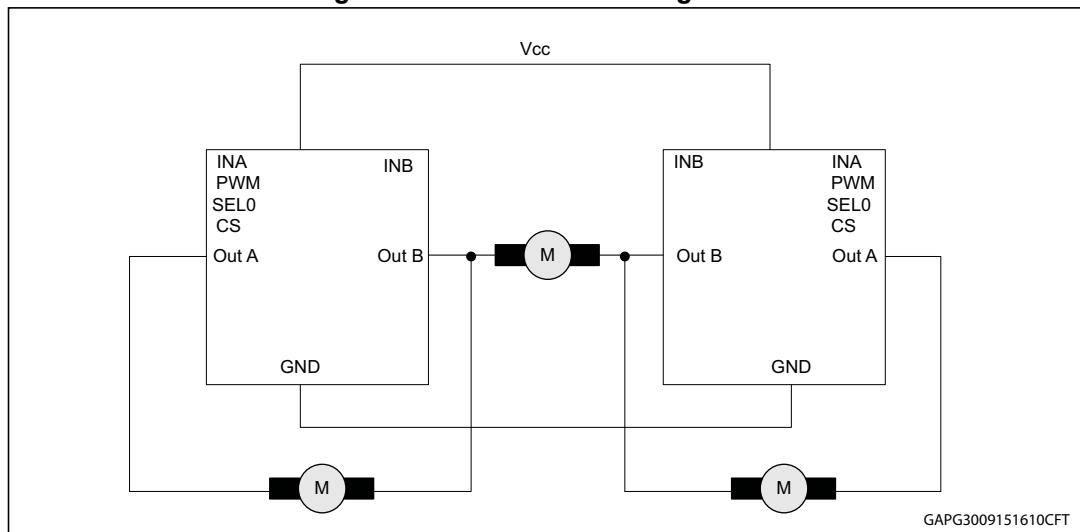 Vcc
INA
PWM
SEL0
CS
Out A
INB
Out B
GND
M
INB
Out B
INA
PWM
SEL0
CS
Out A
GND
M
M
GAPG3009151610CFT